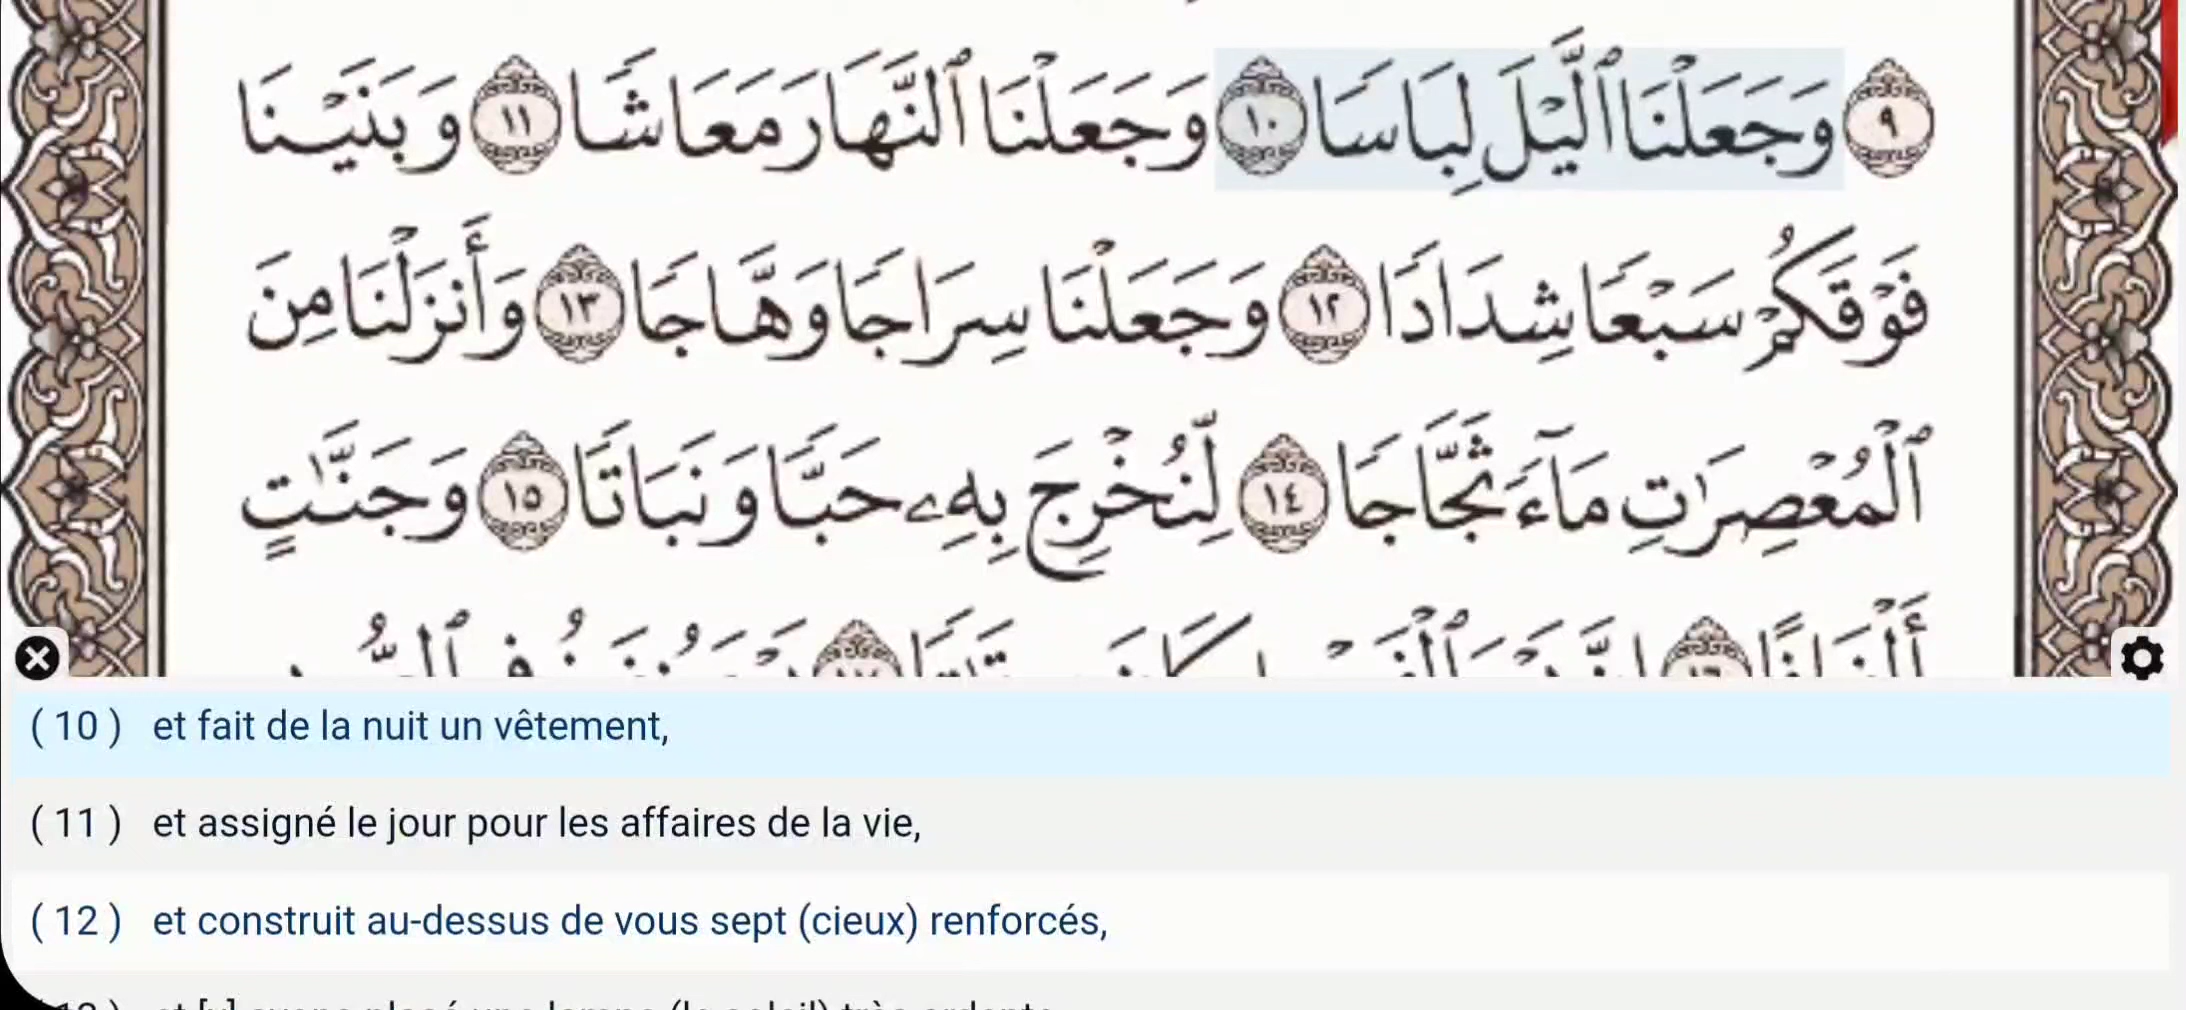 ٩ وَجَعَلْنَا ٱلَّيْلَ لِبَاسًا ١٠ وَجَعَلْنَا ٱلنَّهَارَ مَعَاشًا ١١ وَبَنَيْنَا
فَوْقَكُمْ سَبْعًا شِدَادًا ١٢ وَجَعَلْنَا سِرَاجًا وَهَّاجًا ١٣ وَأَنزَلْنَا مِنَ
ٱلْمُعْصِرَٰتِ مَآءً ثَجَّاجًا ١٤ لِّنُخْرِجَ بِهِۦ حَبًّا وَنَبَاتًا ١٥ وَجَنَّٰتٍ
( 10 ) et fait de la nuit un vêtement,
( 11 ) et assigné le jour pour les affaires de la vie,
( 12 ) et construit au-dessus de vous sept (cieux) renforcés,